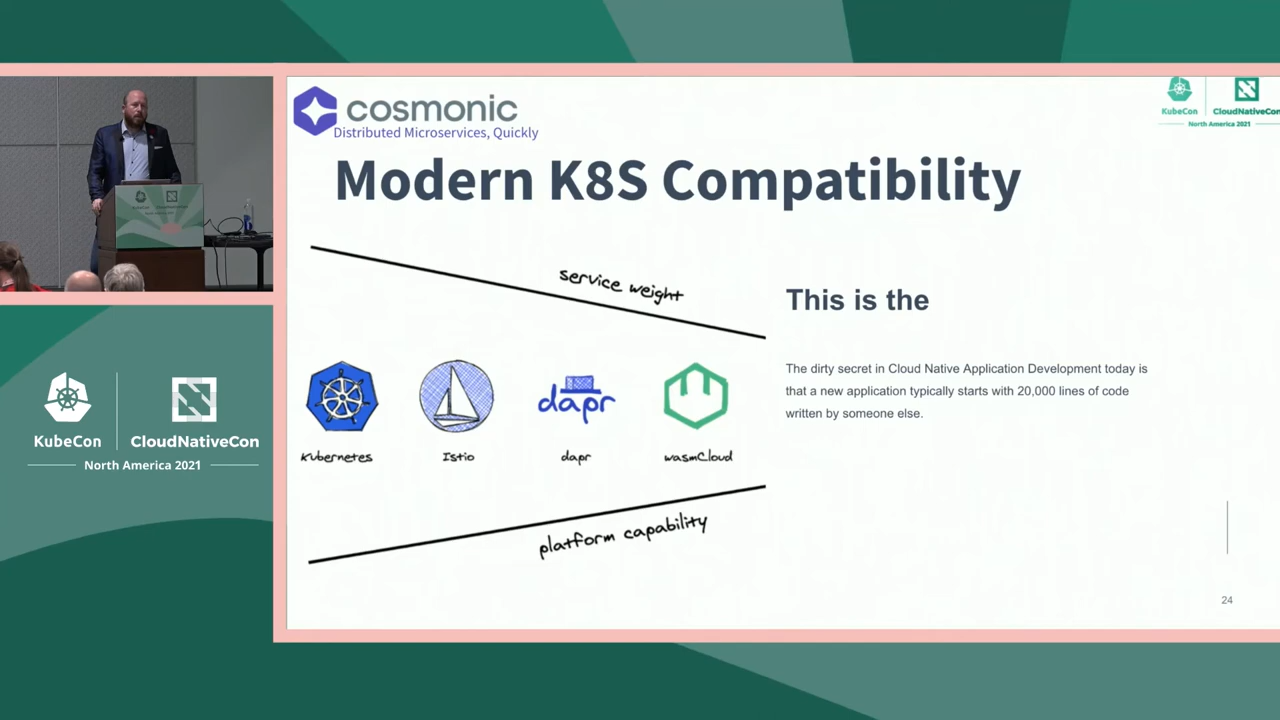 cosmonic
Distributed Microservices, Quickly
KubeCon
CloudNativeCon
North America 2021
Modern K8S Compatibility
service weight
This is the
The dirty secret in Cloud Native Application Development today is
that a new application typically starts with 20,000 lines of code
written by someone else.
dapr
Kubernetes
Istio
dapr
wasmCloud
platform capability
24
KubeCon
CloudNativeCon
North America 2021